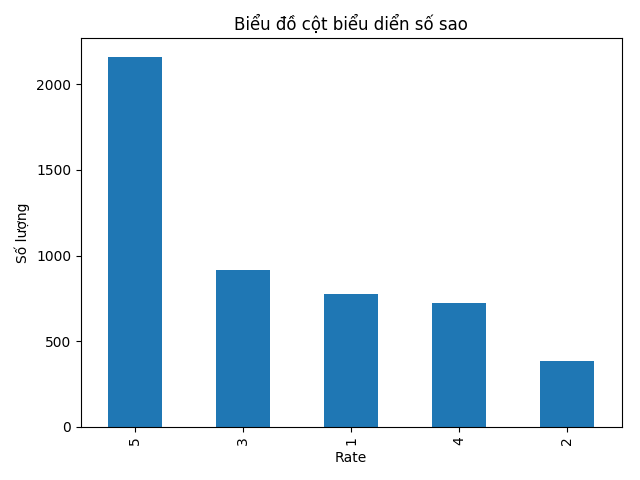 Biểu đồ cột biểu diển số sao
Số lượng
2000
1500
1000
500
0
5 3 1 4 2
Rate